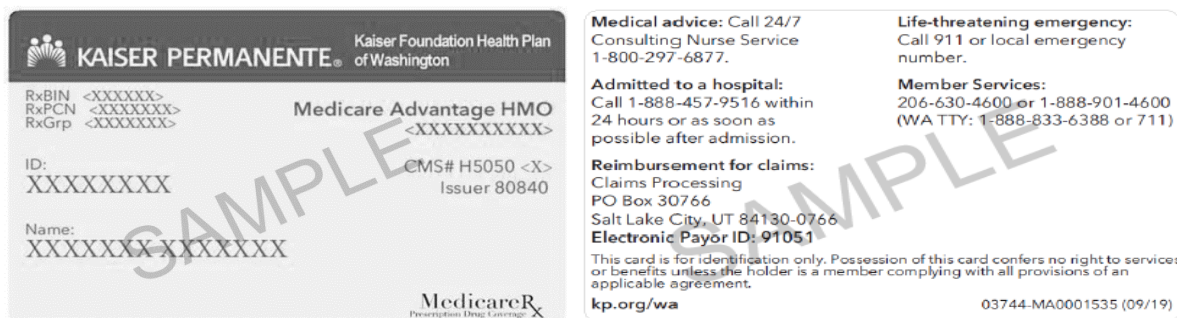 KAISER PERMANENTE®
Kaiser Foundation Health Plan
of Washington
RxBIN <XXXXXX>
RxPCN <XXXXXXX>
RxGrp <XXXXXXX>
Medicare Advantage HMO
<XXXXXXXXXX>
ID:
XXXXXXXX
CMS# H5050 <X>
Issuer 80840
Name:
XXXXXXX XXXXXXX
SAMPLE
MedicareRx
Prescription Drug Coverage X
Medical advice: Call 24/7
Consulting Nurse Service
1-800-297-6877.
Admitted to a hospital:
Call 1-888-457-9516 within
24 hours or as soon as
possible after admission.
Life-threatening emergency:
Call 911 or local emergency
number.
Member Services:
206-630-4600 or 1-888-901-4600
(WA TTY: 1-888-833-6388 or 711)
Reimbursement for claims:
Claims Processing
PO Box 30766
Salt Lake City, UT 84130-0766
Electronic Payor ID: 91051
SAMPLE
This card is for identification only. Possession of this card confers no right to services
or benefits unless the holder is a member complying with all provisions of an
applicable agreement.
kp.org/wa
03744-MA0001535 (09/19)